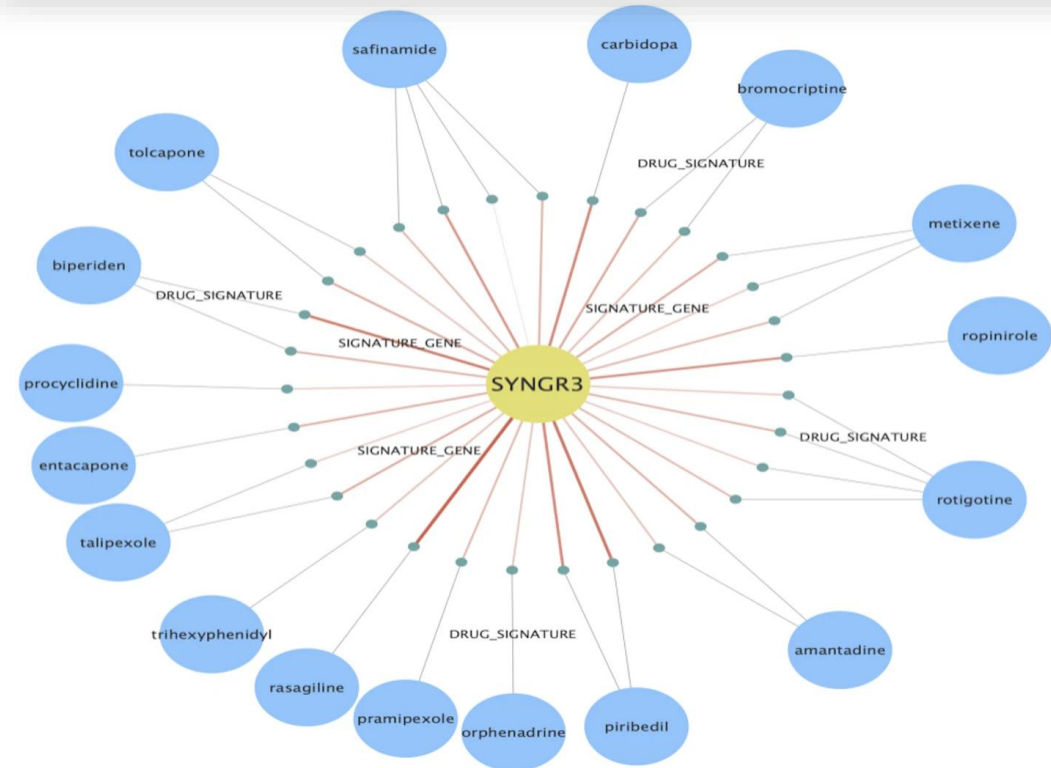 carbidopa
safinamide
bromocriptine
tolcapone
DRUG_SIGNATURE
metixene
biperiden
DRUG_SIGNATURE
SIGNATURE_GENE
ropinirole
SIGNATURE_GENE
procyclidine
SYNGR3
DRUG_SIGNATURE
SIGNATURE_GENE
entacapone
rotigotine
talipexole
trihexyphenidyl
DRUG_SIGNATURE
amantadine
rasagiline
pramipexole
piribedil
orphenadrine